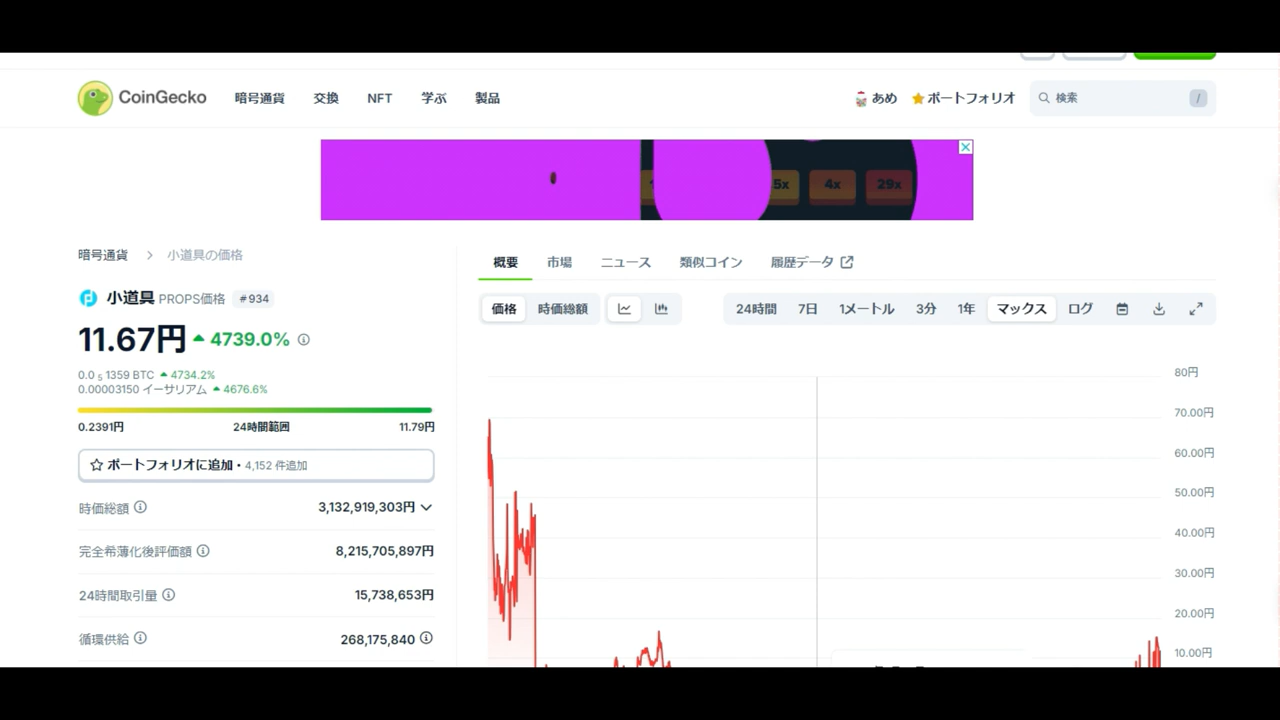 CoinGecko 暗号通貨 交換 NFT 学ぶ 製品 あめ ポートフォリオ 検索 /
5x 4x 29x
暗号通貨 > 小道具の価格
小道具 PROPS価格 #934
11.67円 4739.0%
0.0 5 1359 BTC 4734.2%
0.00003150 イーサリアム 4676.6%
0.2391円 24時間範囲 11.79円
ポートフォリオに追加・4,152 件追加
時価総額 3,132,919,303円
完全希薄化後評価額 8,215,705,897円
24時間取引量 15,738,653円
循環供給 268,175,840
概要 市場 ニュース 類似コイン 履歴データ
価格 時価総額 24時間 7日 1メートル 3分 1年 マックス ログ
80円
70.00円
60.00円
50.00円
40.00円
30.00円
20.00円
10.00円